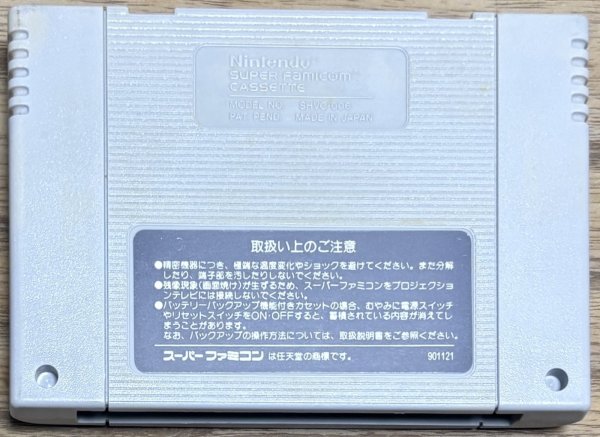 Nintendo
SUPER Famicom
CASSETTE
MODEL NO. SHVC-006
PAT. PEND. MADE IN JAPAN
取扱い上のご注意
●精密機器につき、極端な温度変化やショックを避けてください。また分解
したり、端子部を汚したりしないでください。
●残像現象(画面焼け)が生ずるため、スーパーファミコンをプロジェクション
テレビには接続しないでください。
●バッテリーバックアップ機能付きカセットの場合、むやみに電源スイッチ
やリセットスイッチをON・OFFすると、蓄積されている内容が消えてし
まうことがあります。
なお、バックアップの操作方法については、取扱説明書をご参照ください。
スーパーファミコン は任天堂の商標です。 901121